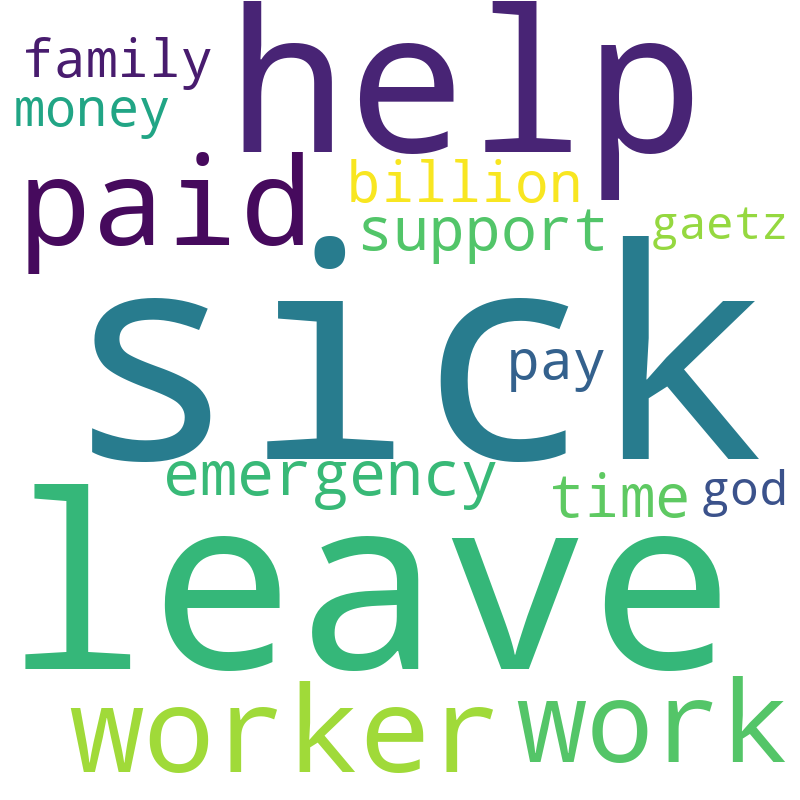 family help
money
paid billion
support gaetz
sick
pay
emergency time god
leave
worker work